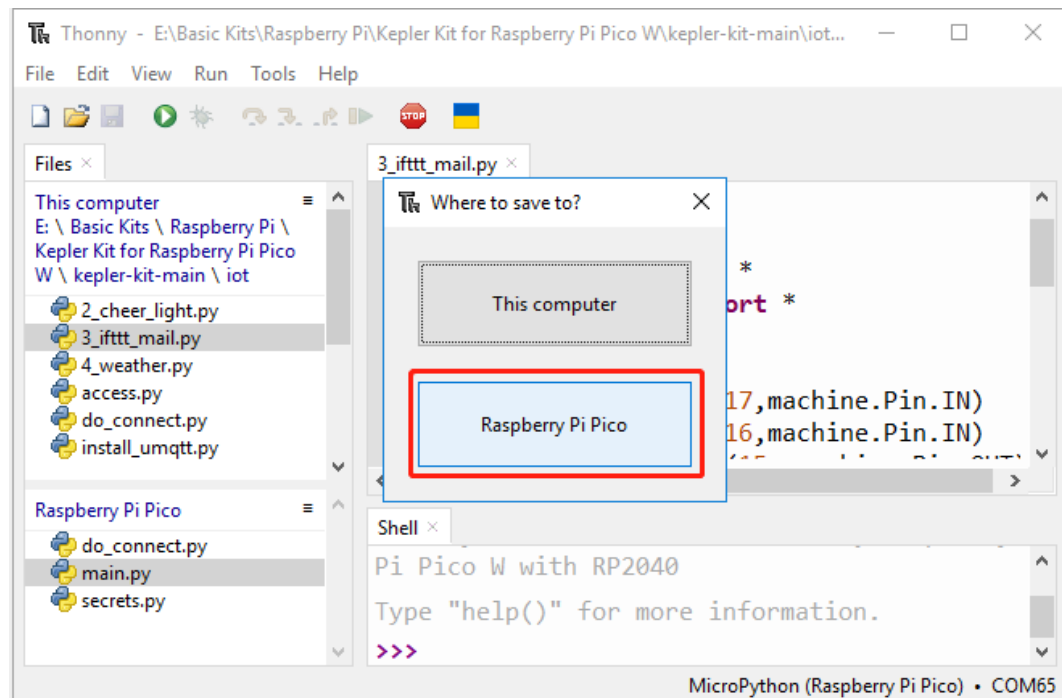 Thonny - E:\Basic Kits\Raspberry Pi\Kepler Kit for Raspberry Pi Pico W\kepler-kit-main\iot...
File Edit View Run Tools Help
STOP
Files
This computer
E: \ Basic Kits \ Raspberry Pi \
Kepler Kit for Raspberry Pi Pico
W \ kepler-kit-main \ iot
2_cheer_light.py
3_ifttt_mail.py
4_weather.py
access.py
do_connect.py
install_umqtt.py
Raspberry Pi Pico
do_connect.py
main.py
secrets.py
3_ifttt_mail.py
Where to save to?
This computer
Raspberry Pi Pico
*
ort *
17,machine.Pin.IN)
16,machine.Pin.IN)
Shell
Pi Pico W with RP2040
Type "help()" for more information.
>>>
MicroPython (Raspberry Pi Pico) • COM65